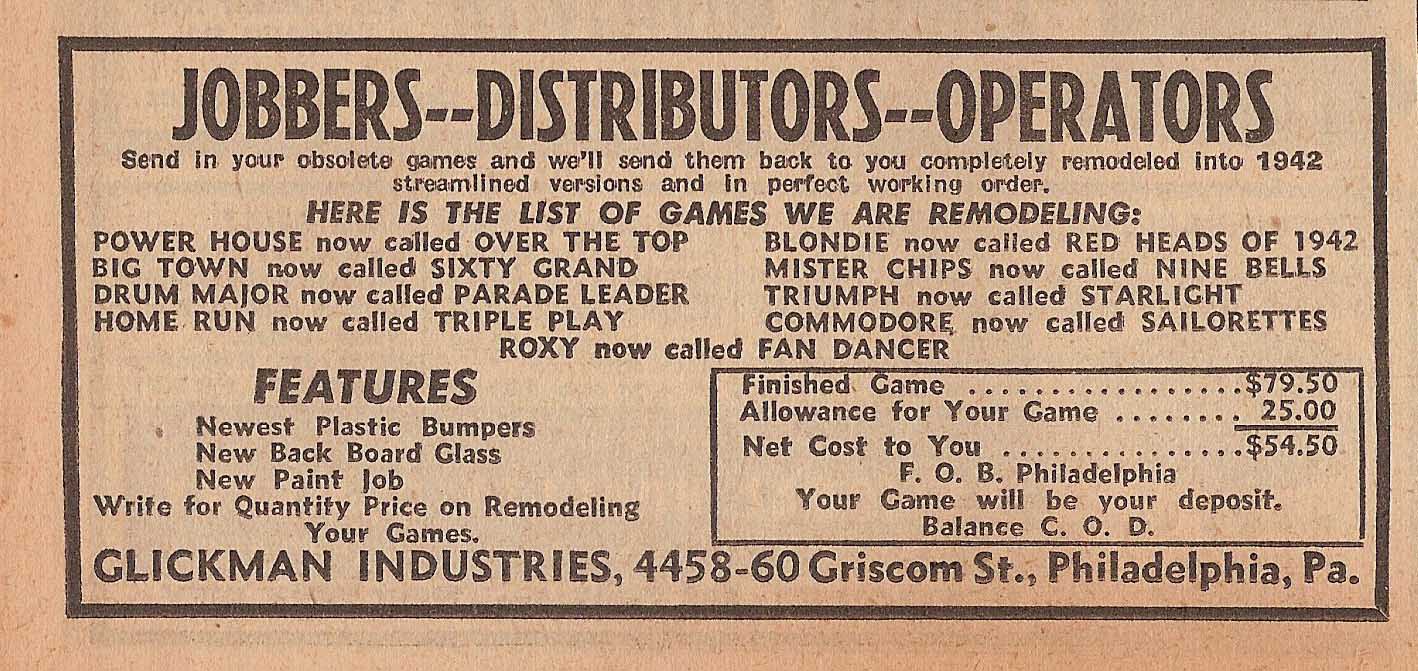 JOBBERS--DISTRIBUTORS--OPERATORS
Send in your obsolete games and we'll send them back to you completely remodeled into 1942
streamlined versions and in perfect working order.
HERE IS THE LIST OF GAMES WE ARE REMODELING:
POWER HOUSE now called OVER THE TOP
BIG TOWN now called SIXTY GRAND
DRUM MAJOR now called PARADE LEADER
HOME RUN now called TRIPLE PLAY
BLONDIE now called RED HEADS OF 1942
MISTER CHIPS now called NINE BELLS
TRIUMPH now called STARLIGHT
COMMODORE now called SAILORETTES
ROXY now called FAN DANCER
FEATURES
Newest Plastic Bumpers
New Back Board Glass
New Paint Job
Write for Quantity Price on Remodeling
Your Games.
Finished Game ..................$79.50
Allowance for Your Game ........ 25.00
Net Cost to You ................$54.50
F. O. B. Philadelphia
Your Game will be your deposit.
Balance C. O. D.
GLICKMAN INDUSTRIES, 4458-60 Griscom St., Philadelphia, Pa.